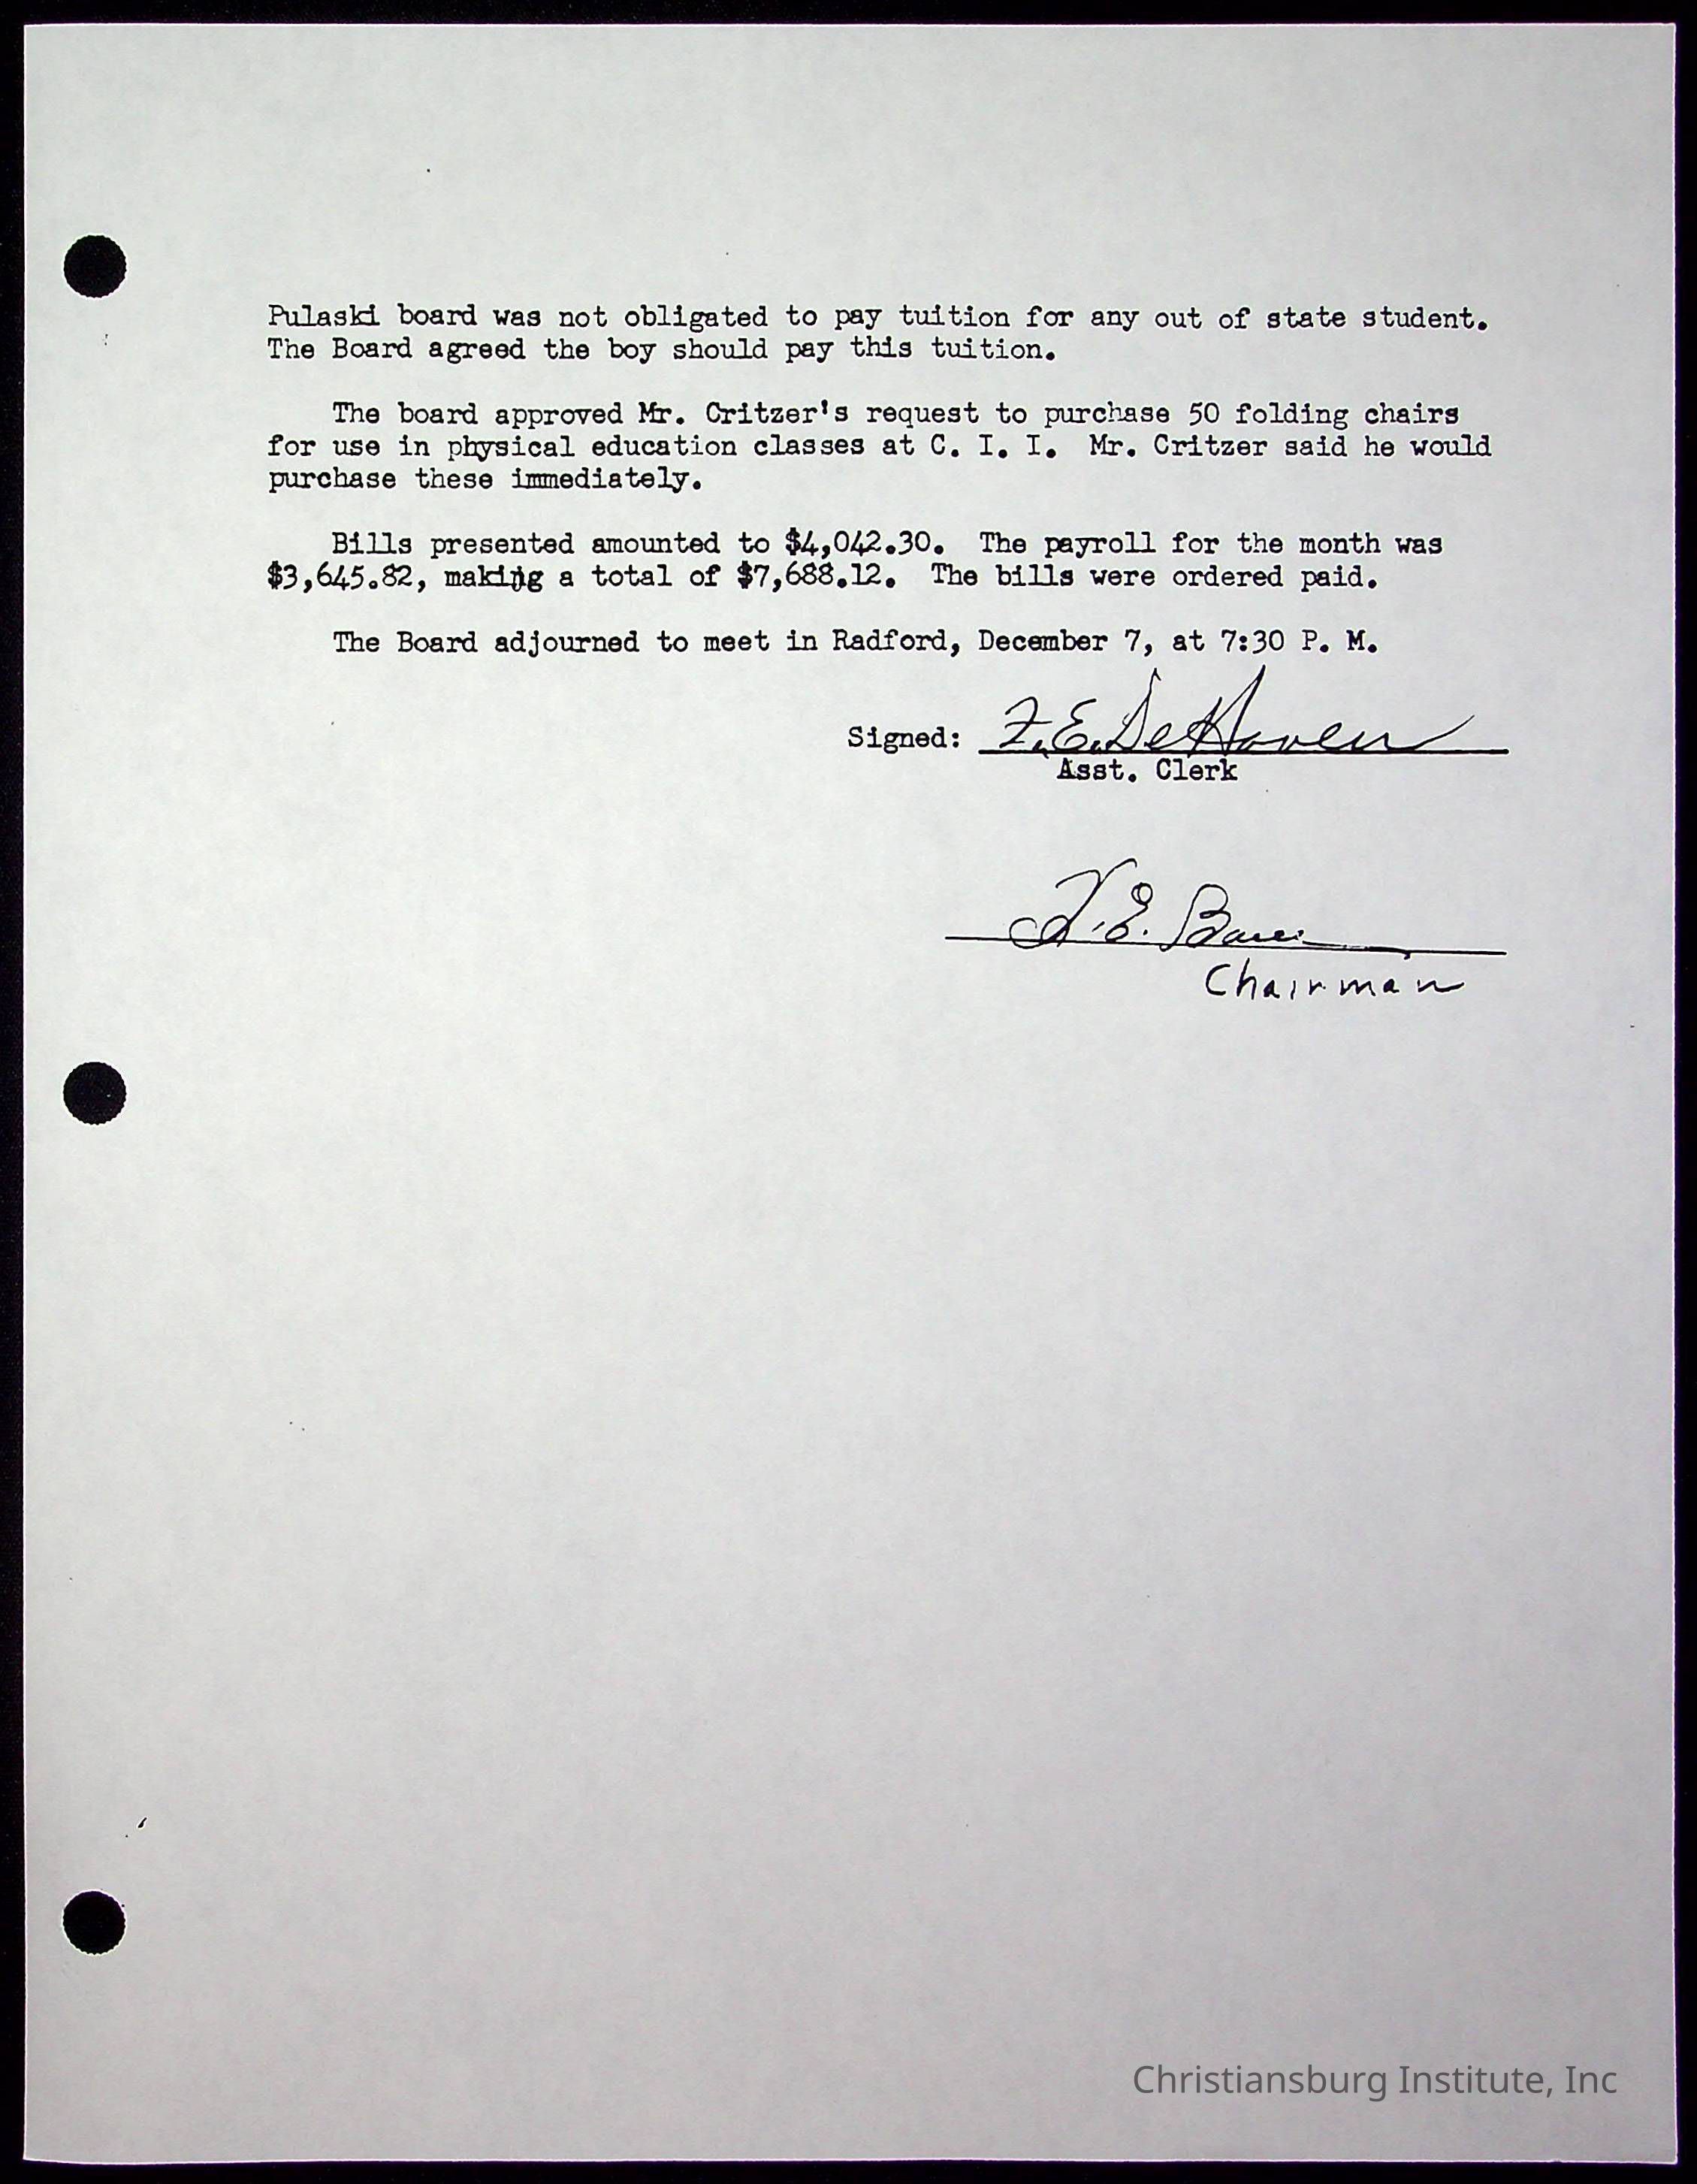 Pulaski board was not obligated to pay tuition for any out of state student.
The Board agreed the boy should pay this tuition.
The board approved Mr. Critzer's request to purchase 50 folding chairs
for use in physical education classes at C. I. I. Mr. Critzer said he would
purchase these immediately.
Bills presented amounted to $4,042.30. The payroll for the month was
$3,645.82, making a total of $7,688.12. The bills were ordered paid.
The Board adjourned to meet in Radford, December 7, at 7:30 P. M.
Signed: F.E. DeHaven
Asst. Clerk
E.
Chairman
Christiansburg Institute, Inc